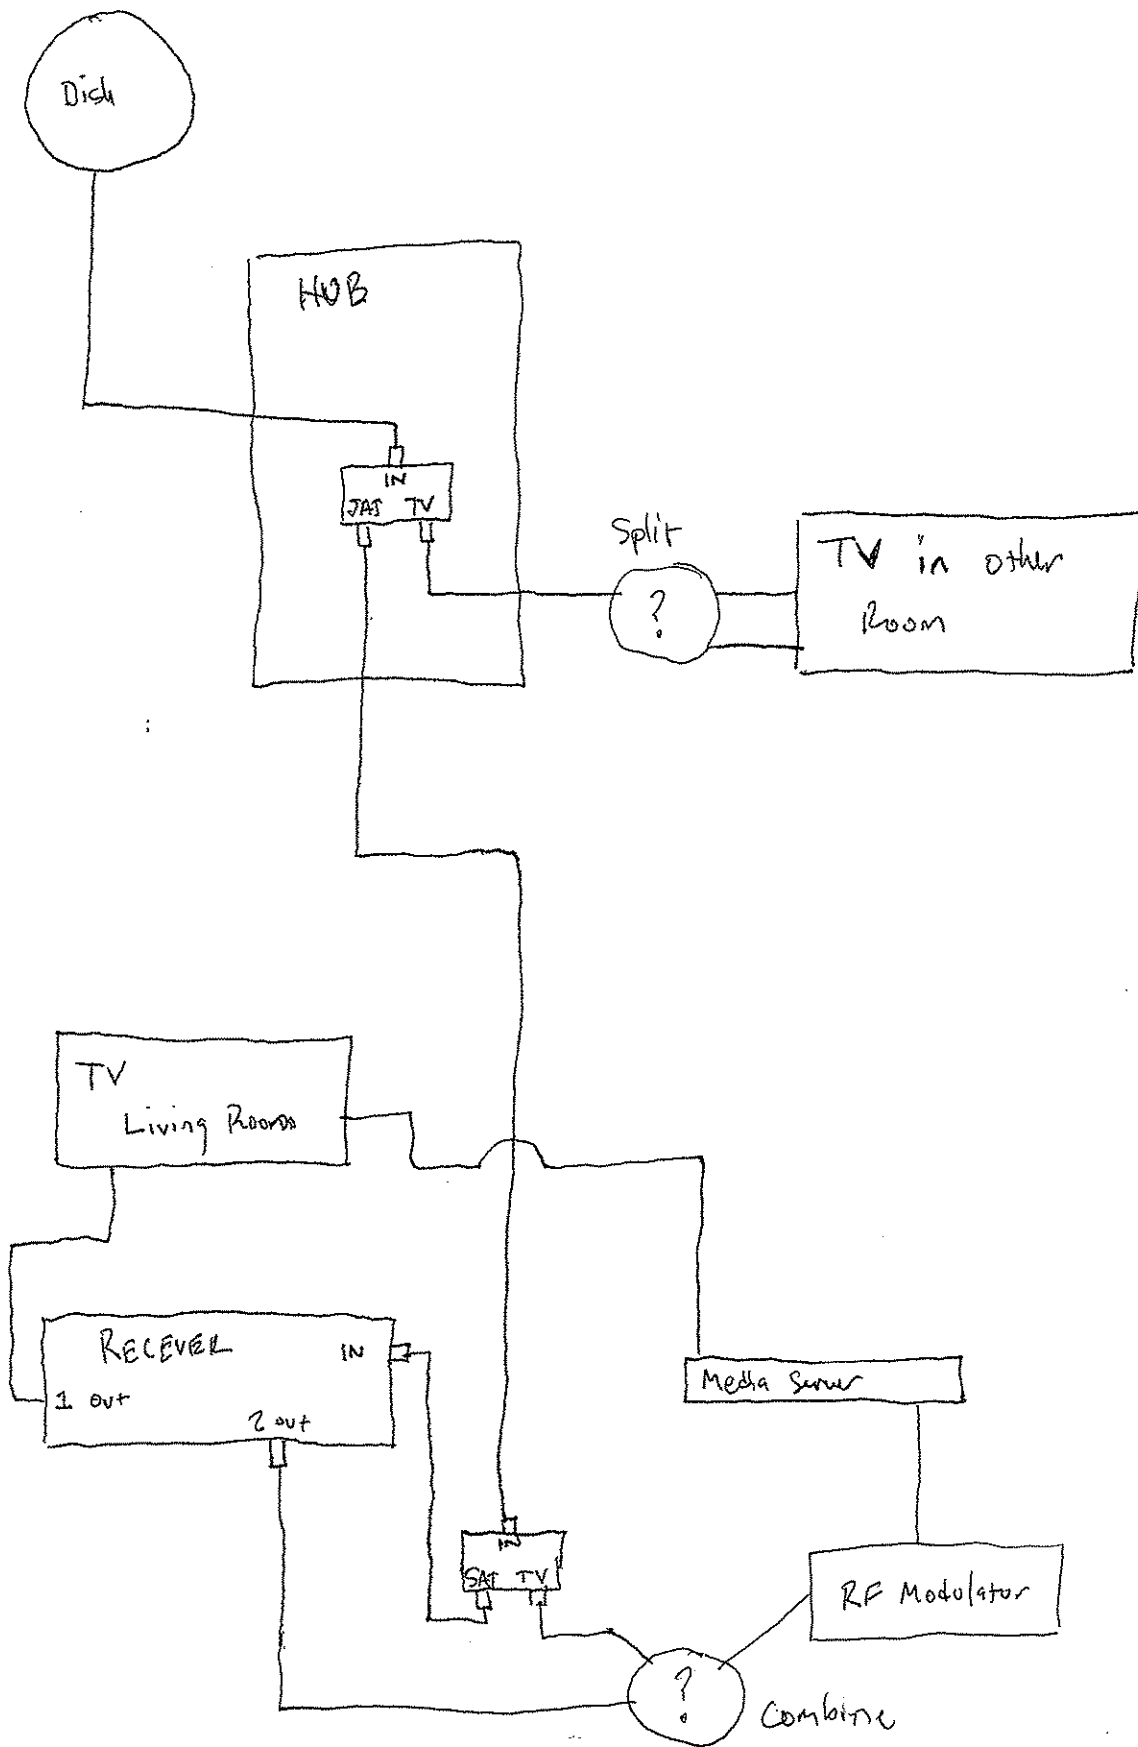 Dish
HUB
IN
SAT TV
Split
?
TV in other
Room
TV
Living Room
RECEVER
IN
1 out
2 out
Media Server
IN
SAT TV
RF Modulator
?
Combine